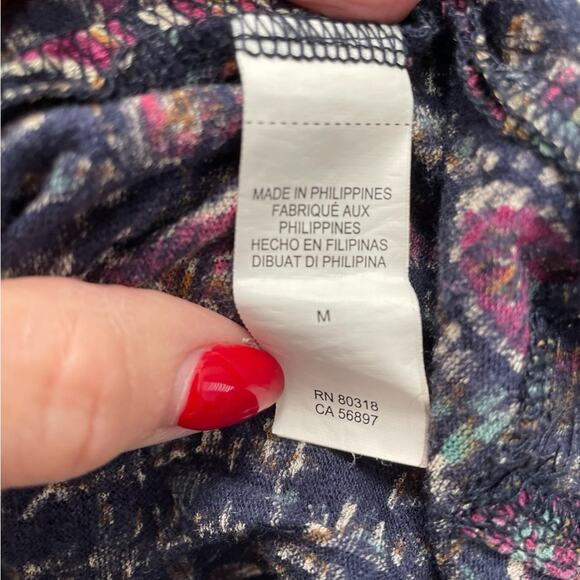 MADE IN PHILIPPINES
FABRIQUÉ AUX
PHILIPPINES
HECHO EN FILIPINAS
DIBUAT DI PHILIPINA
M
RN 80318
CA 56897